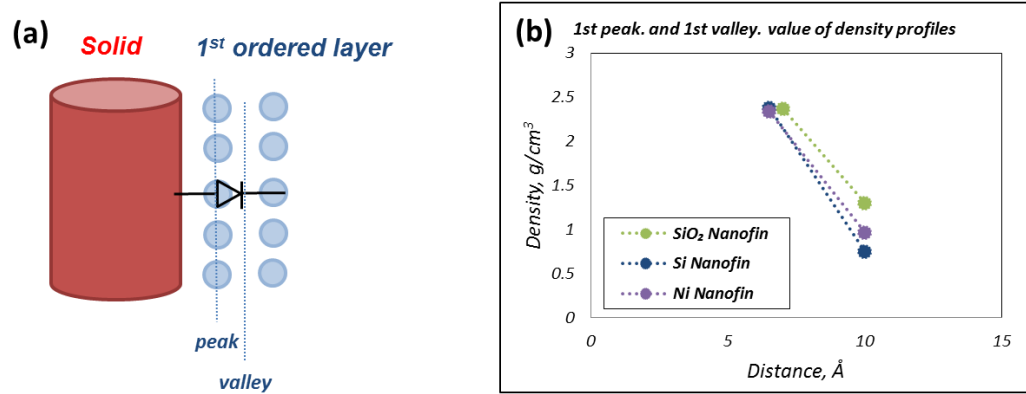 (a)
Solid
1st ordered layer
peak
valley
(b)
1st peak. and 1st valley. value of density profiles
Density, g/cm³
3
2.5
2
1.5
1
0.5
0
SiO₂ Nanofin
Si Nanofin
Ni Nanofin
0 5 10 15
Distance, Å